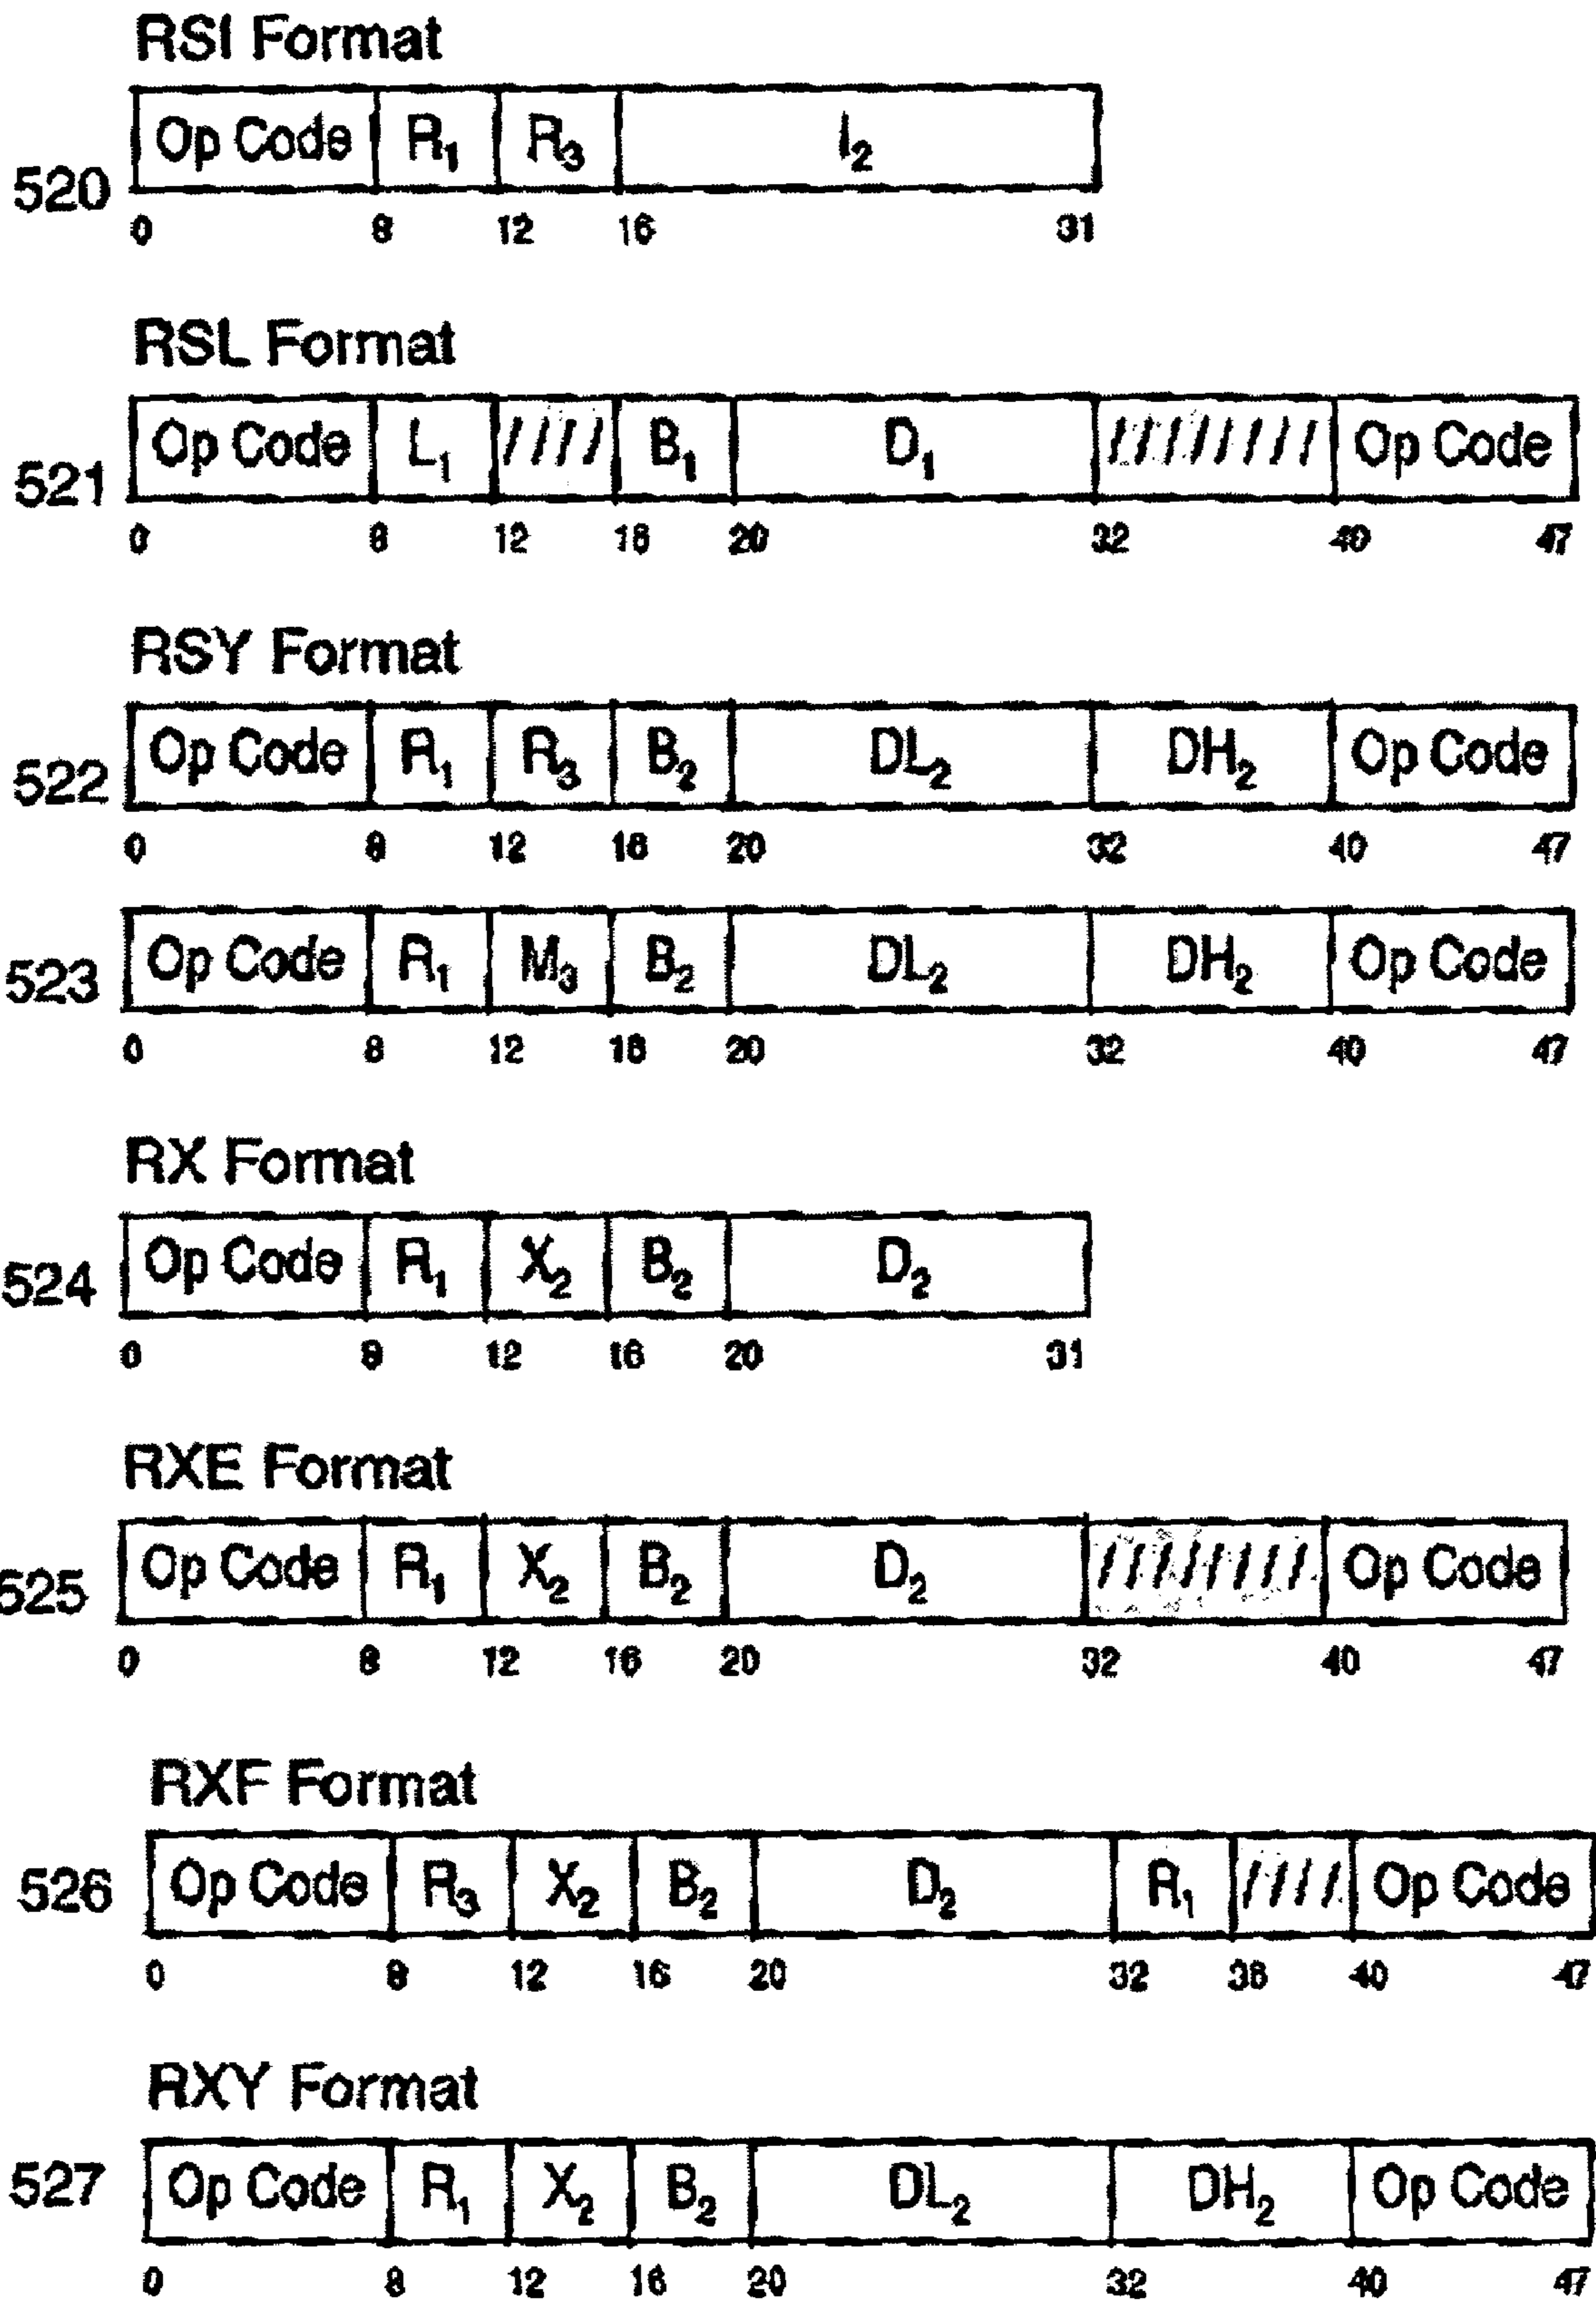 RSI Format
520 Op Code R₁ R₃ I₂
0 8 12 16 31
RSL Format
521 Op Code L₁ //// B₁ D₁ //////// Op Code
0 8 12 16 20 32 40 47
RSY Format
522 Op Code R₁ R₃ B₂ DL₂ DH₂ Op Code
0 8 12 16 20 32 40 47
523 Op Code R₁ M₃ B₂ DL₂ DH₂ Op Code
0 8 12 16 20 32 40 47
RX Format
524 Op Code R₁ X₂ B₂ D₂
0 8 12 16 20 31
RXE Format
525 Op Code R₁ X₂ B₂ D₂ //////// Op Code
0 8 12 16 20 32 40 47
RXF Format
526 Op Code R₃ X₂ B₂ D₂ R₁ //// Op Code
0 8 12 16 20 32 36 40 47
RXY Format
527 Op Code R₁ X₂ B₂ DL₂ DH₂ Op Code
0 8 12 16 20 32 40 47